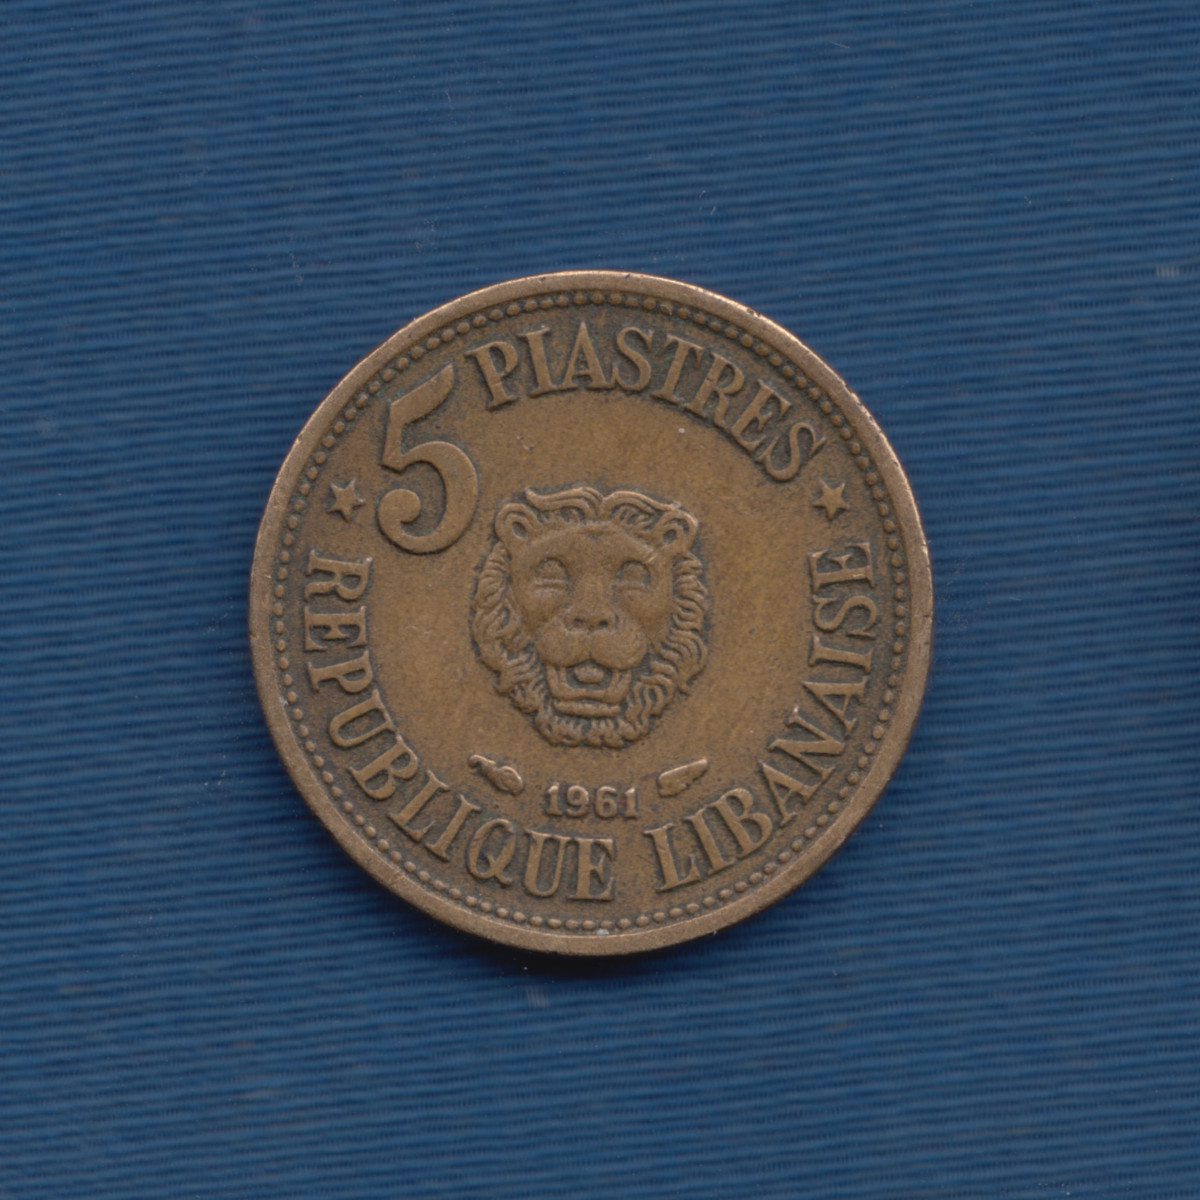 5 PIASTRES
1961
REPUBLIQUE LIBANAISE